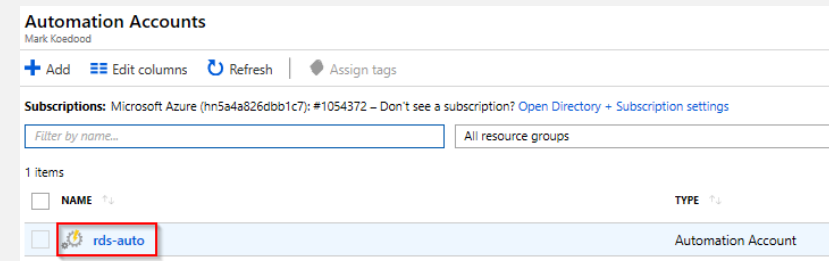 Automation Accounts
Mark Koedood
Add Edit columns Refresh Assign tags
Subscriptions: Microsoft Azure (hn5a4a826dbb1c7): #1054372 – Don't see a subscription? Open Directory + Subscription settings
Filter by name... All resource groups
1 items
NAME TYPE
rds-auto Automation Account